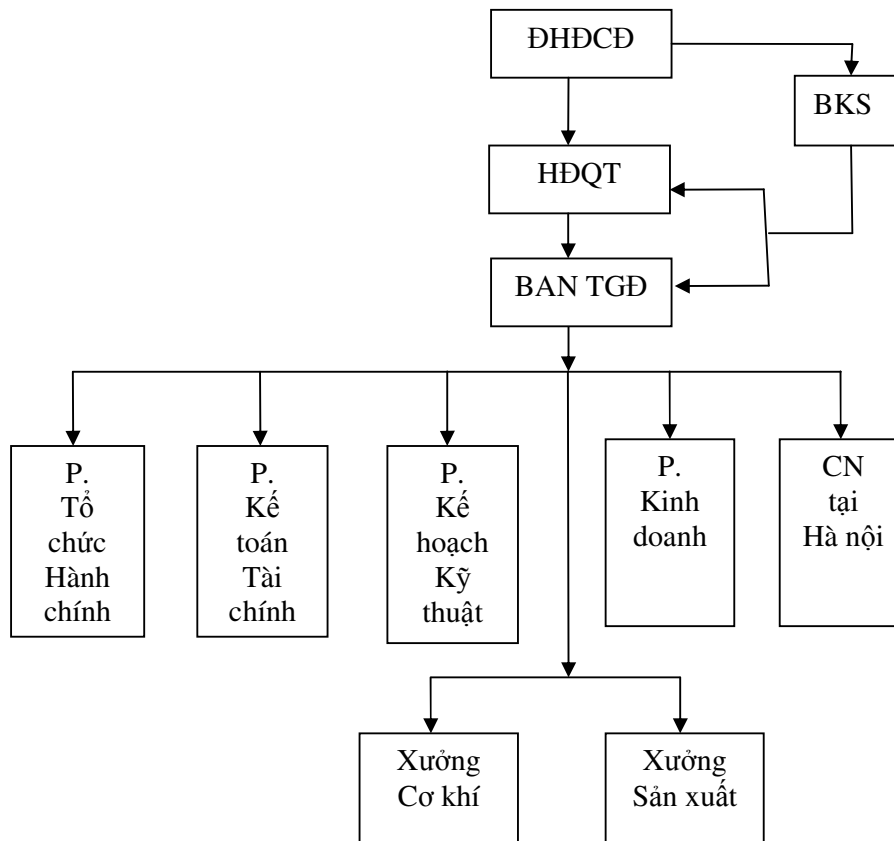 ĐHĐCĐ
BKS
HĐQT
BAN TGĐ
P.
Tổ
chức
Hành
chính
P.
Kế
toán
Tài
chính
P.
Kế
hoạch
Kỹ
thuật
P.
Kinh
doanh
CN
tại
Hà nội
Xưởng
Cơ khí
Xưởng
Sản xuất